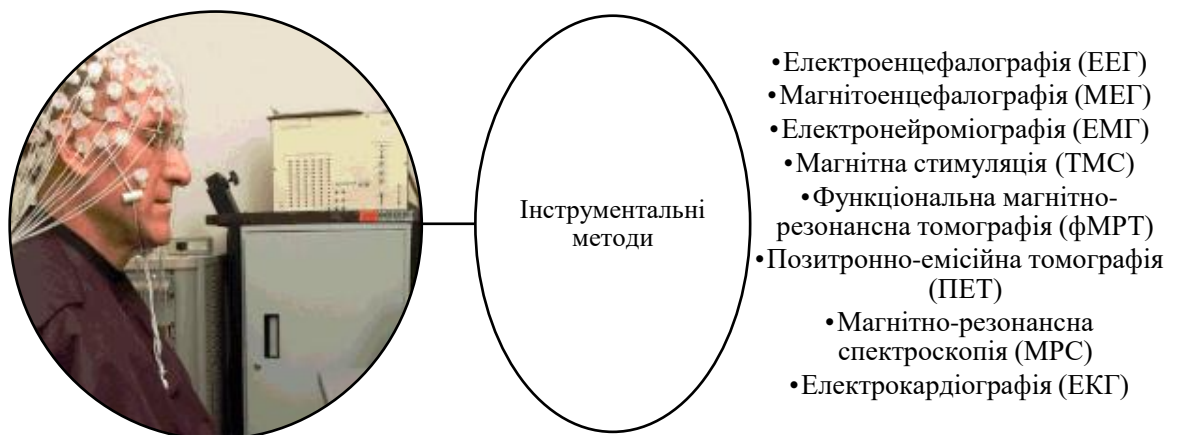 Інструментальні
методи
•Електроенцефалографія (ЕЕГ)
•Магнітоенцефалографія (МЕГ)
•Електронейроміографія (ЕМГ)
•Магнітна стимуляція (ТМС)
•Функціональна магнітно-
резонансна томографія (фМРТ)
•Позитронно-емісійна томографія
(ПЕТ)
•Магнітно-резонансна
спектроскопія (МРС)
•Електрокардіографія (ЕКГ)